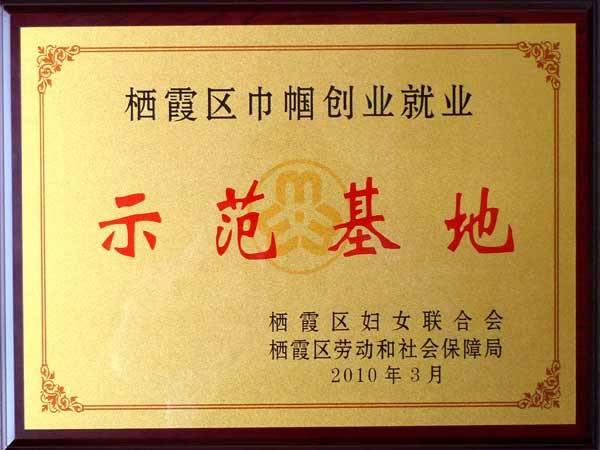 栖霞区巾帼创业就业
示范基地
栖霞区妇女联合会
栖霞区劳动和社会保障局
2010年3月